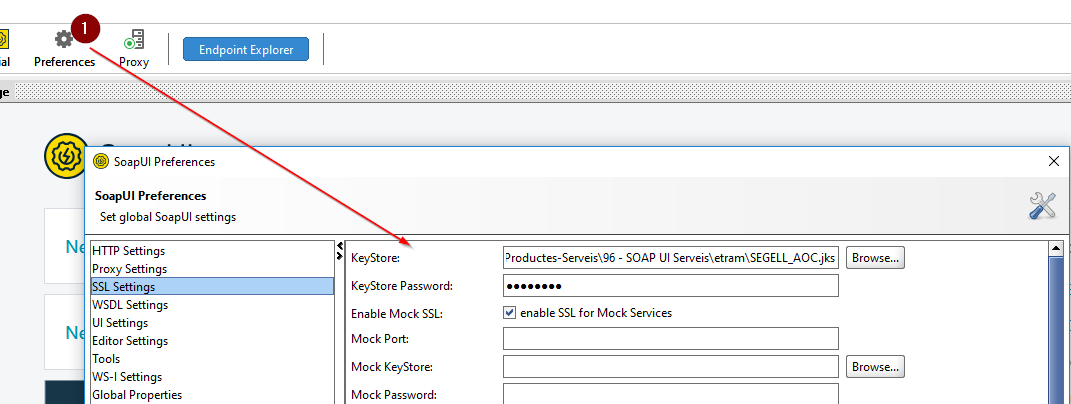 1
ial Preferences Proxy Endpoint Explorer
ge
SoapUI Preferences
SoapUI Preferences
Set global SoapUI settings
Ne
Ne
HTTP Settings
Proxy Settings
SSL Settings
WSDL Settings
UI Settings
Editor Settings
Tools
WS-I Settings
Global Properties
KeyStore: Productes-Serveis\96 - SOAP UI Serveis\etram\SEGELL_AOC.jks Browse...
KeyStore Password: ••••••••
Enable Mock SSL: enable SSL for Mock Services
Mock Port:
Mock KeyStore: Browse...
Mock Password: